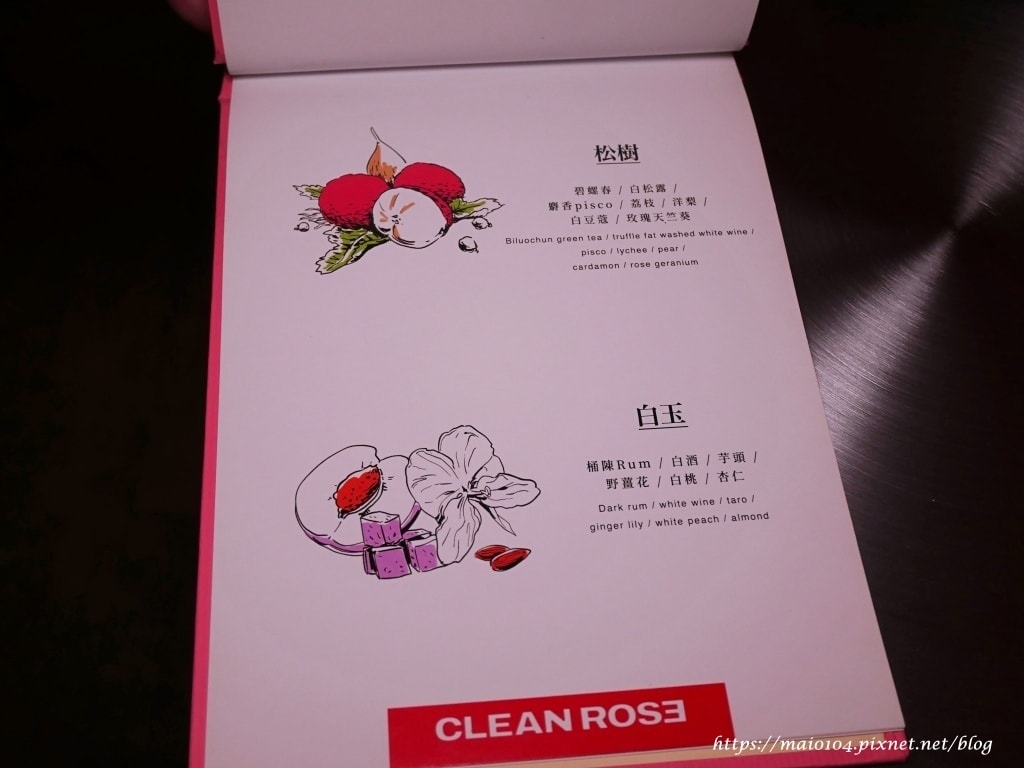 松樹
碧螺春 / 白松露 /
麝香pisco / 荔枝 / 洋梨 /
白豆蔻 / 玫瑰天竺葵
Biluochun green tea / truffle fat washed white wine /
pisco / lychee / pear /
cardamon / rose geranium
白玉
桶陳Rum / 白酒 / 芋頭 /
野薑花 / 白桃 / 杏仁
Dark rum / white wine / taro /
ginger lily / white peach / almond
CLEAN ROSE
https://maio104.pixnet.net/blog